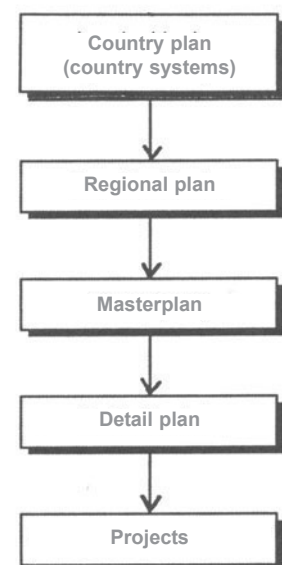 Country plan
(country systems)
Regional plan
Masterplan
Detail plan
Projects